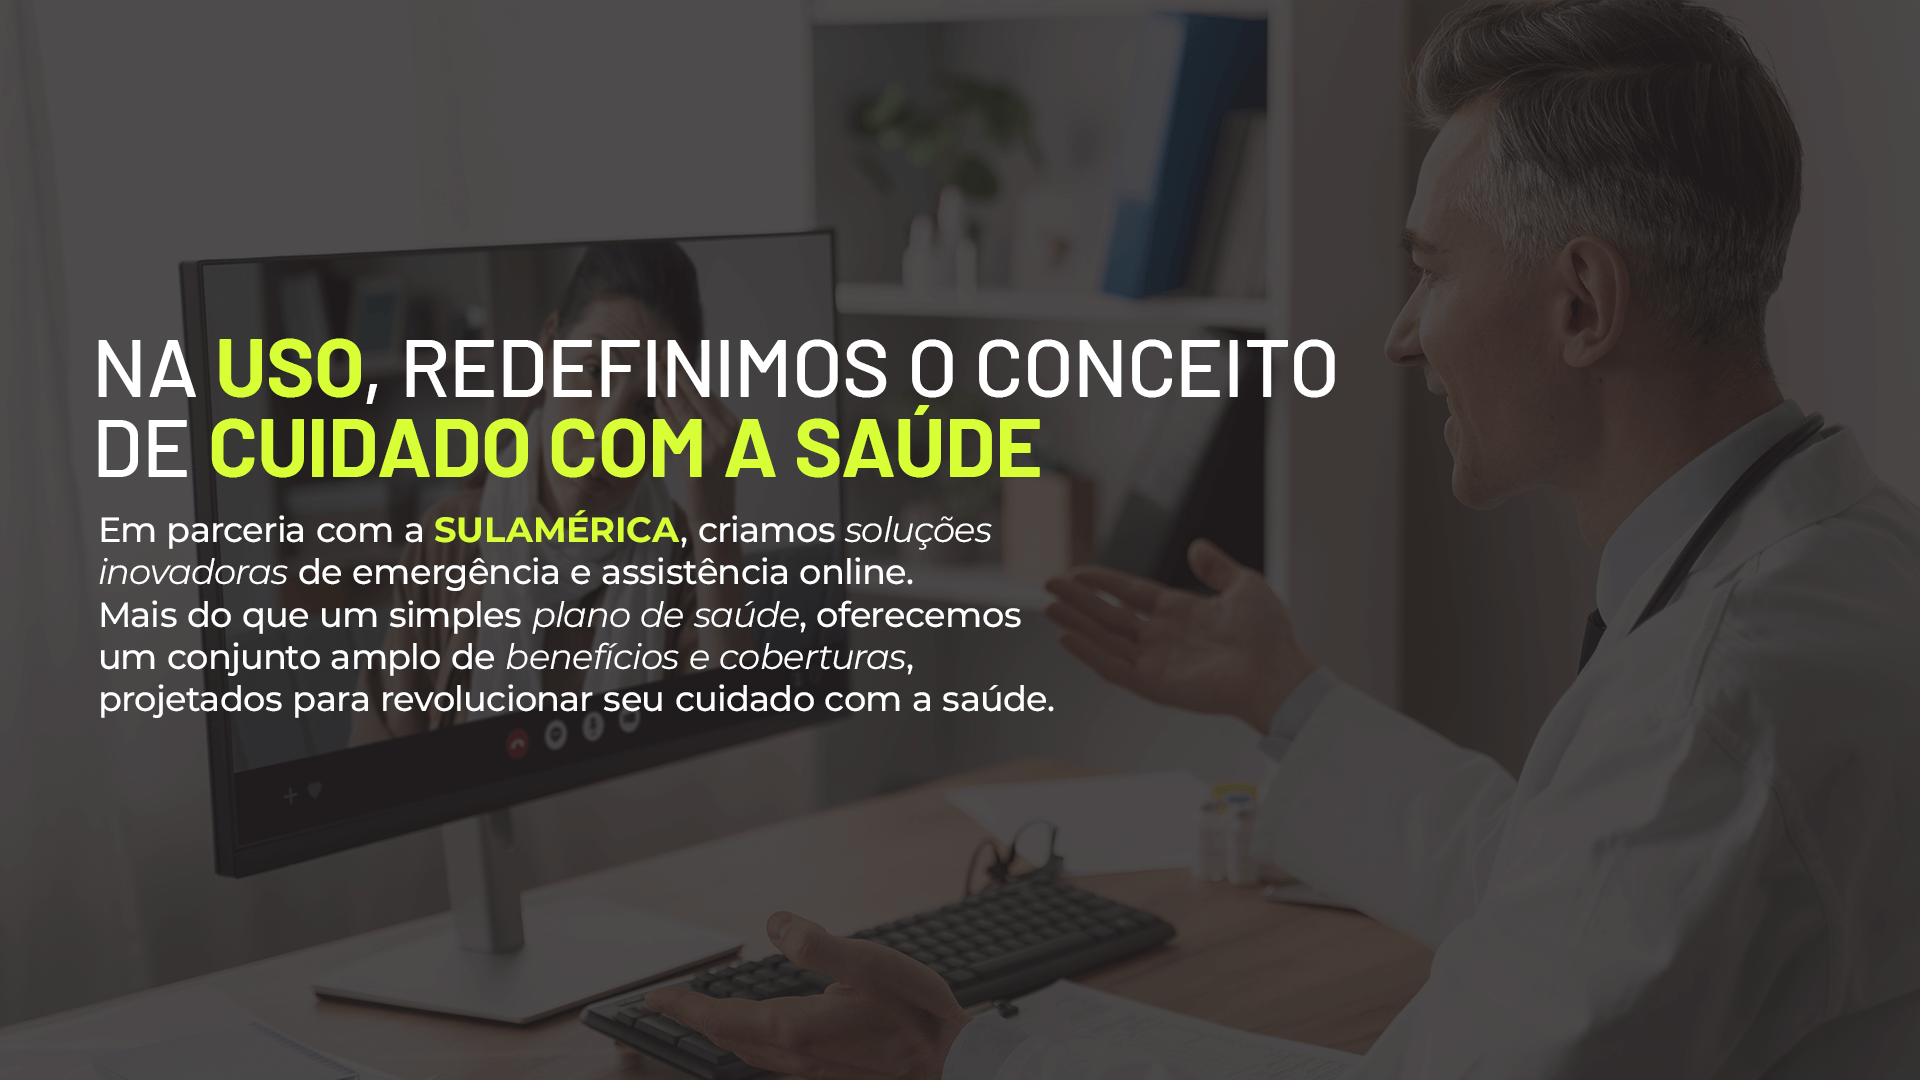 NA USO, REDEFINIMOS O CONCEITO
DE CUIDADO COM A SAÚDE
Em parceria com a SULAMÉRICA, criamos soluções
inovadoras de emergência e assistência online.
Mais do que um simples plano de saúde, oferecemos
um conjunto amplo de benefícios e coberturas,
projetados para revolucionar seu cuidado com a saúde.